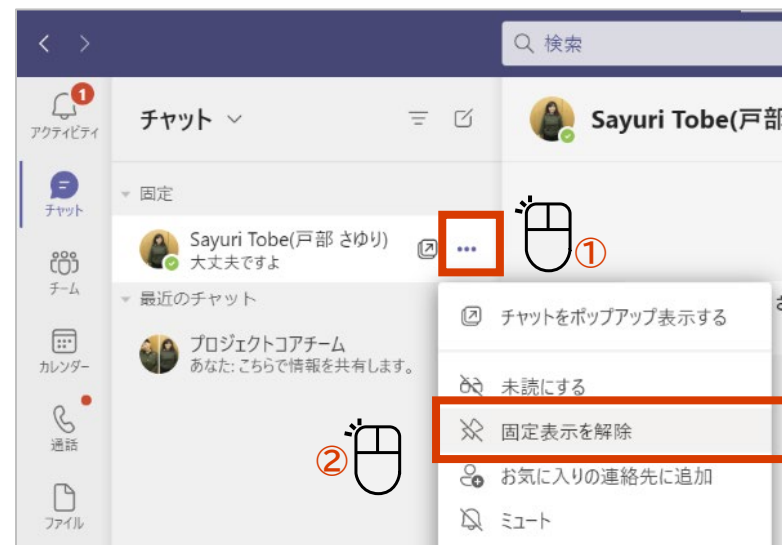 検索
1
アクティビティ
チャット
Sayuri Tobe(戸部
チャット
固定
Sayuri Tobe(戸部 さゆり)
大丈夫ですよ
①
チーム
最近のチャット
チャットをポップアップ表示する
プロジェクトコアチーム
あなた: こちらで情報を共有します。
カレンダー
未読にする
②
固定表示を解除
通話
お気に入りの連絡先に追加
ファイル
ミュート